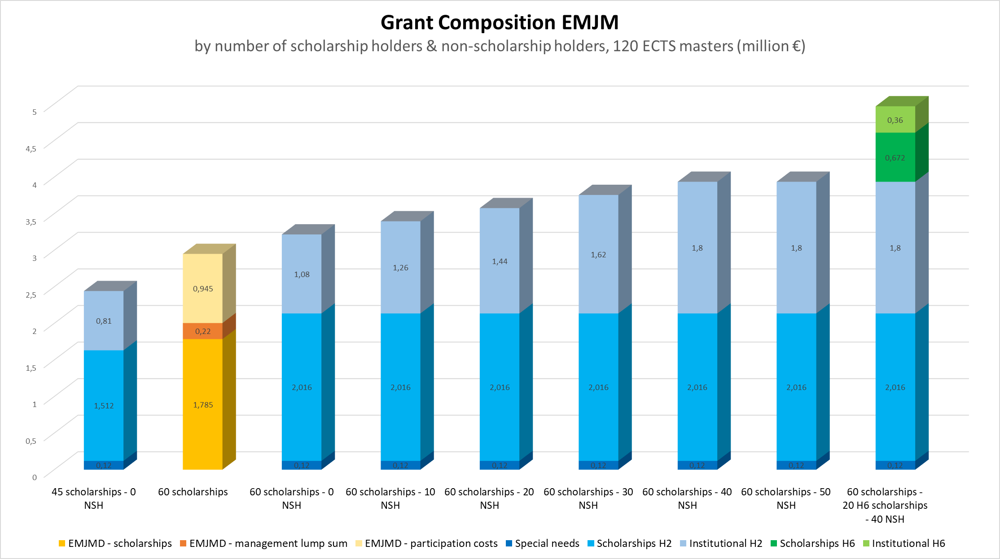 Grant Composition EMJM
by number of scholarship holders & non-scholarship holders, 120 ECTS masters (million €)
5
4,5
4
3,5
3
2,5
2
1,5
1
0,5
0
0,81
1,512
0,12
0,945
0,22
1,785
1,08
2,016
0,12
1,26
2,016
0,12
1,44
2,016
0,12
1,62
2,016
0,12
1,8
2,016
0,12
1,8
2,016
0,12
0,36
0,672
1,8
2,016
0,12
45 scholarships - 0
NSH
60 scholarships
60 scholarships - 0
NSH
60 scholarships - 10
NSH
60 scholarships - 20
NSH
60 scholarships - 30
NSH
60 scholarships - 40
NSH
60 scholarships - 50
NSH
60 scholarships -
20 H6 scholarships
- 40 NSH
EMJMD - scholarships
EMJMD - management lump sum
EMJMD - participation costs
Special needs
Scholarships H2
Institutional H2
Scholarships H6
Institutional H6